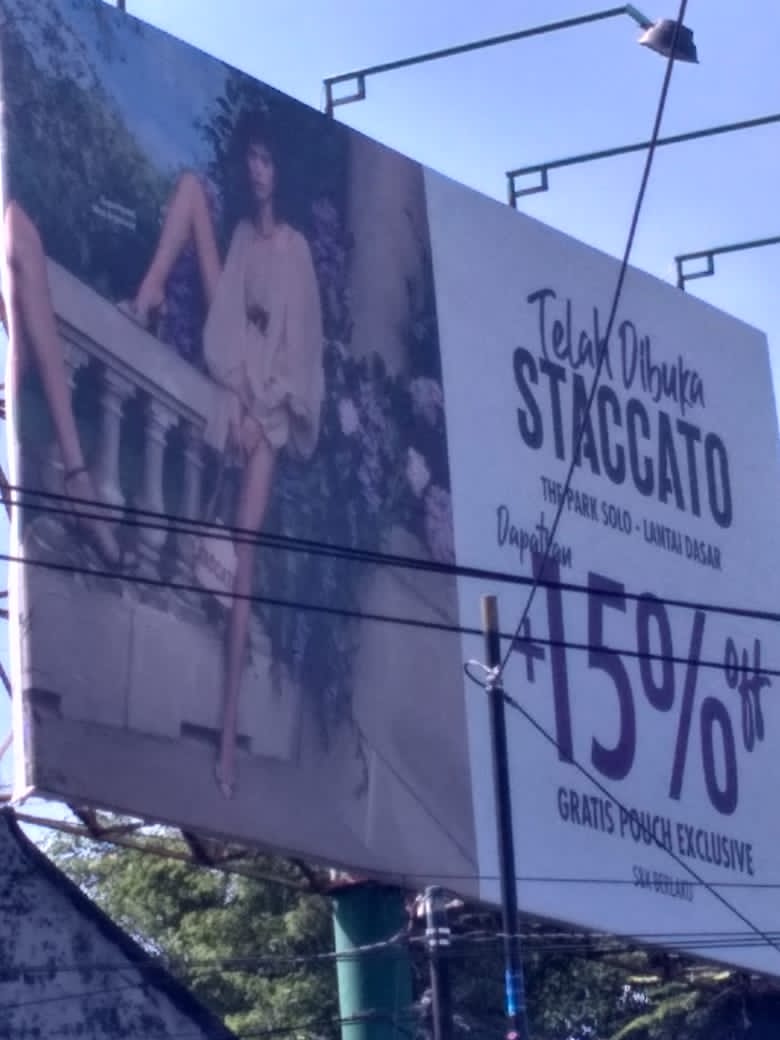 Telah Dibuka
STACCATO
THE PARK SOLO - LANTAI DASAR
Dapatkan
+15% off
GRATIS POUCH EXCLUSIVE
S&K BERLAKU